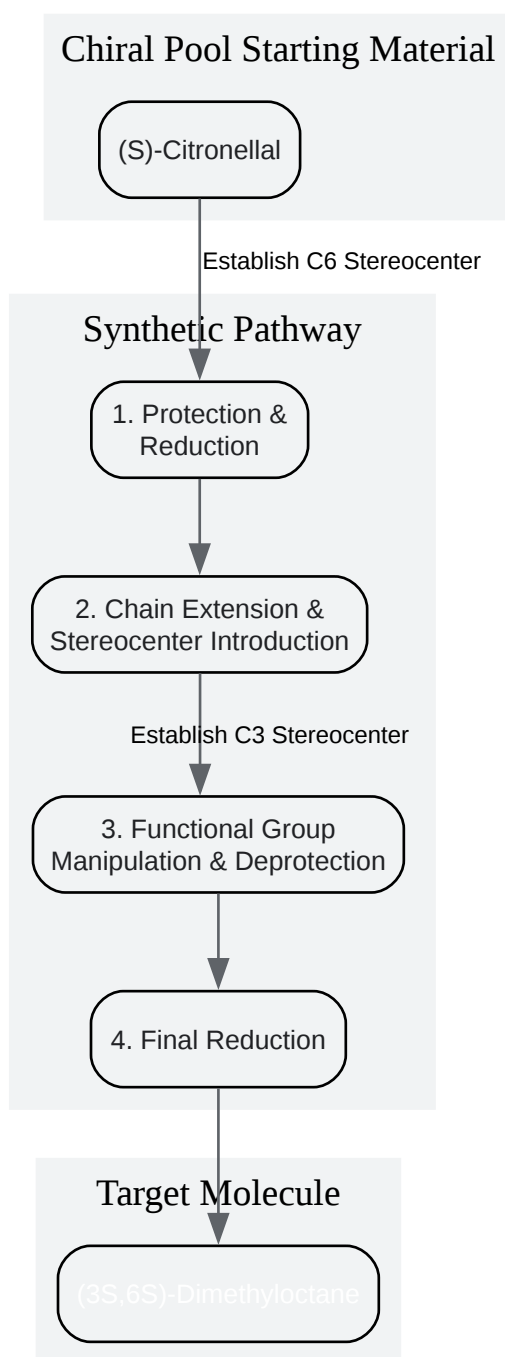 Chiral Pool Starting Material
(S)-Citronellal
Establish C6 Stereocenter
Synthetic Pathway
1. Protection &
Reduction
2. Chain Extension &
Stereocenter Introduction
Establish C3 Stereocenter
3. Functional Group
Manipulation & Deprotection
4. Final Reduction
Target Molecule
(3S,6S)-Dimethyloctane